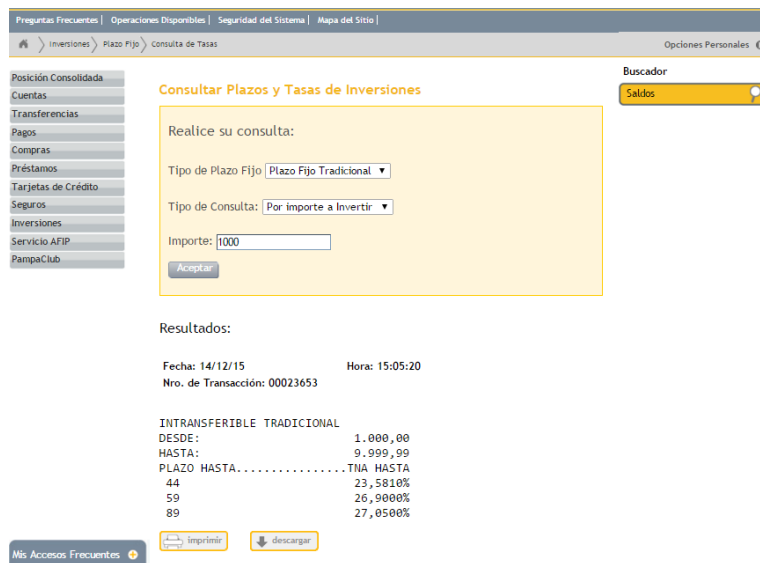 Preguntas Frecuentes | Operaciones Disponibles | Seguridad del Sistema | Mapa del Sitio |
Inversiones Plazo Fijo Consulta de Tasas
Opciones Personales
Posición Consolidada
Cuentas
Transferencias
Pagos
Compras
Préstamos
Tarjetas de Crédito
Seguros
Inversiones
Servicio AFIP
PampaClub
Consultar Plazos y Tasas de Inversiones
Realice su consulta:
Tipo de Plazo Fijo Plazo Fijo Tradicional
Tipo de Consulta: Por importe a Invertir
Importe: 1000
Aceptar
Buscador
Saldos
Resultados:
Fecha: 14/12/15 Hora: 15:05:20
Nro. de Transacción: 00023653
INTRANSFERIBLE TRADICIONAL
DESDE: 1.000,00
HASTA: 9.999,99
PLAZO HASTA................TNA HASTA
44 23,5810%
59 26,9000%
89 27,0500%
imprimir descargar
Mis Accesos Frecuentes